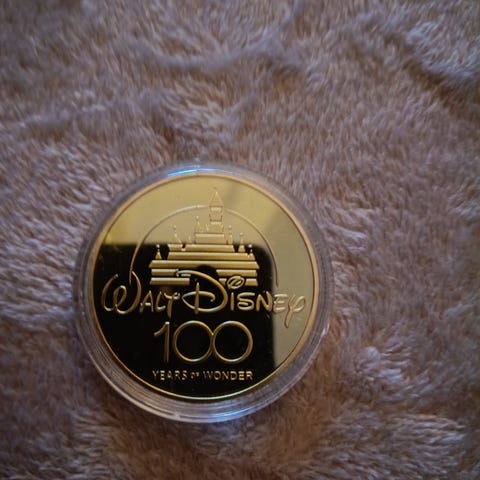 WALT DISNEY
100
YEARS OF WONDER